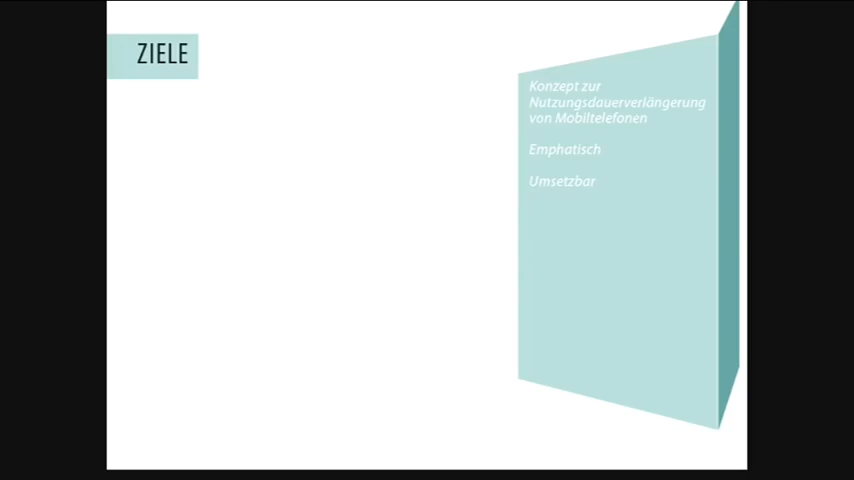 ZIELE
Konzept zur
Nutzungsdauerverlängerung
von Mobiltelefonen
Emphatisch
Umsetzbar